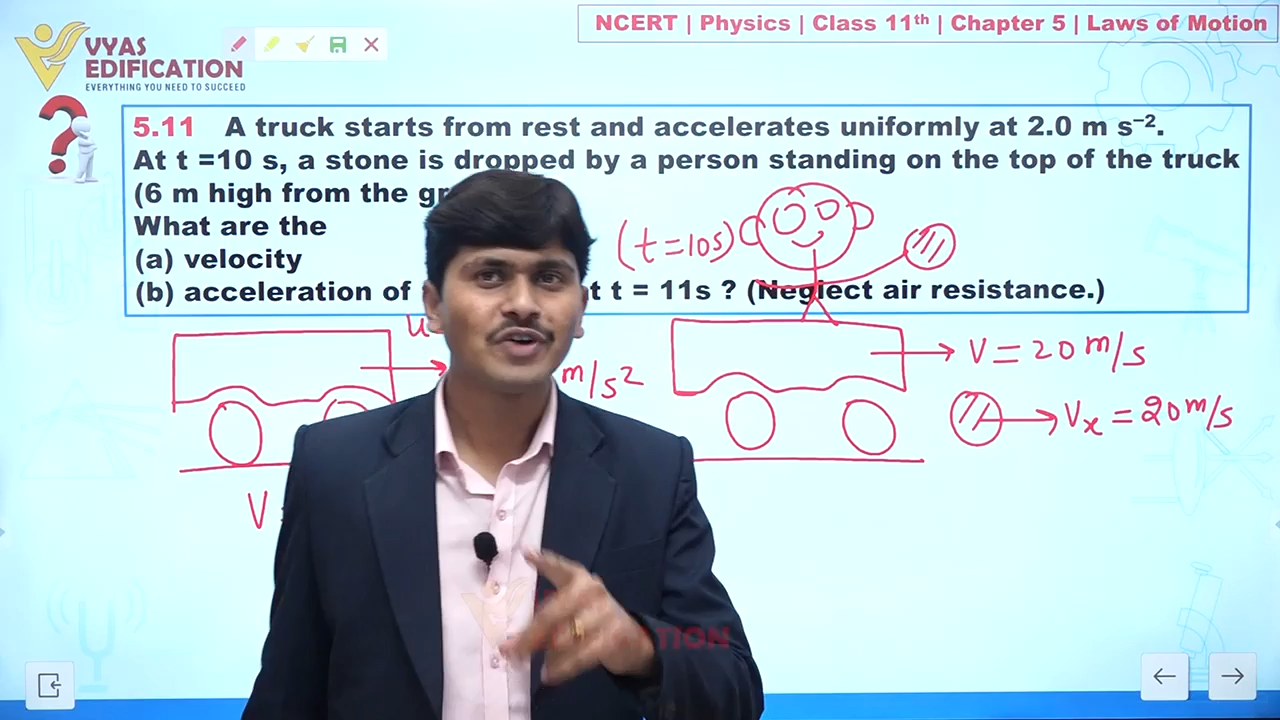 NCERT | Physics | Class 11th | Chapter 5 | Laws of Motion
VYAS
EDIFICATION
EVERYTHING YOU NEED TO SUCCEED
5.11 A truck starts from rest and accelerates uniformly at 2.0 m s⁻².
At t =10 s, a stone is dropped by a person standing on the top of the truck
(6 m high from the
What are the
(a) velocity
(b) acceleration of t = 11s ? (Neglect air resistance.)
(t=10s)
u
m/s²
V = 20 m/s
Vx = 20 m/s
V